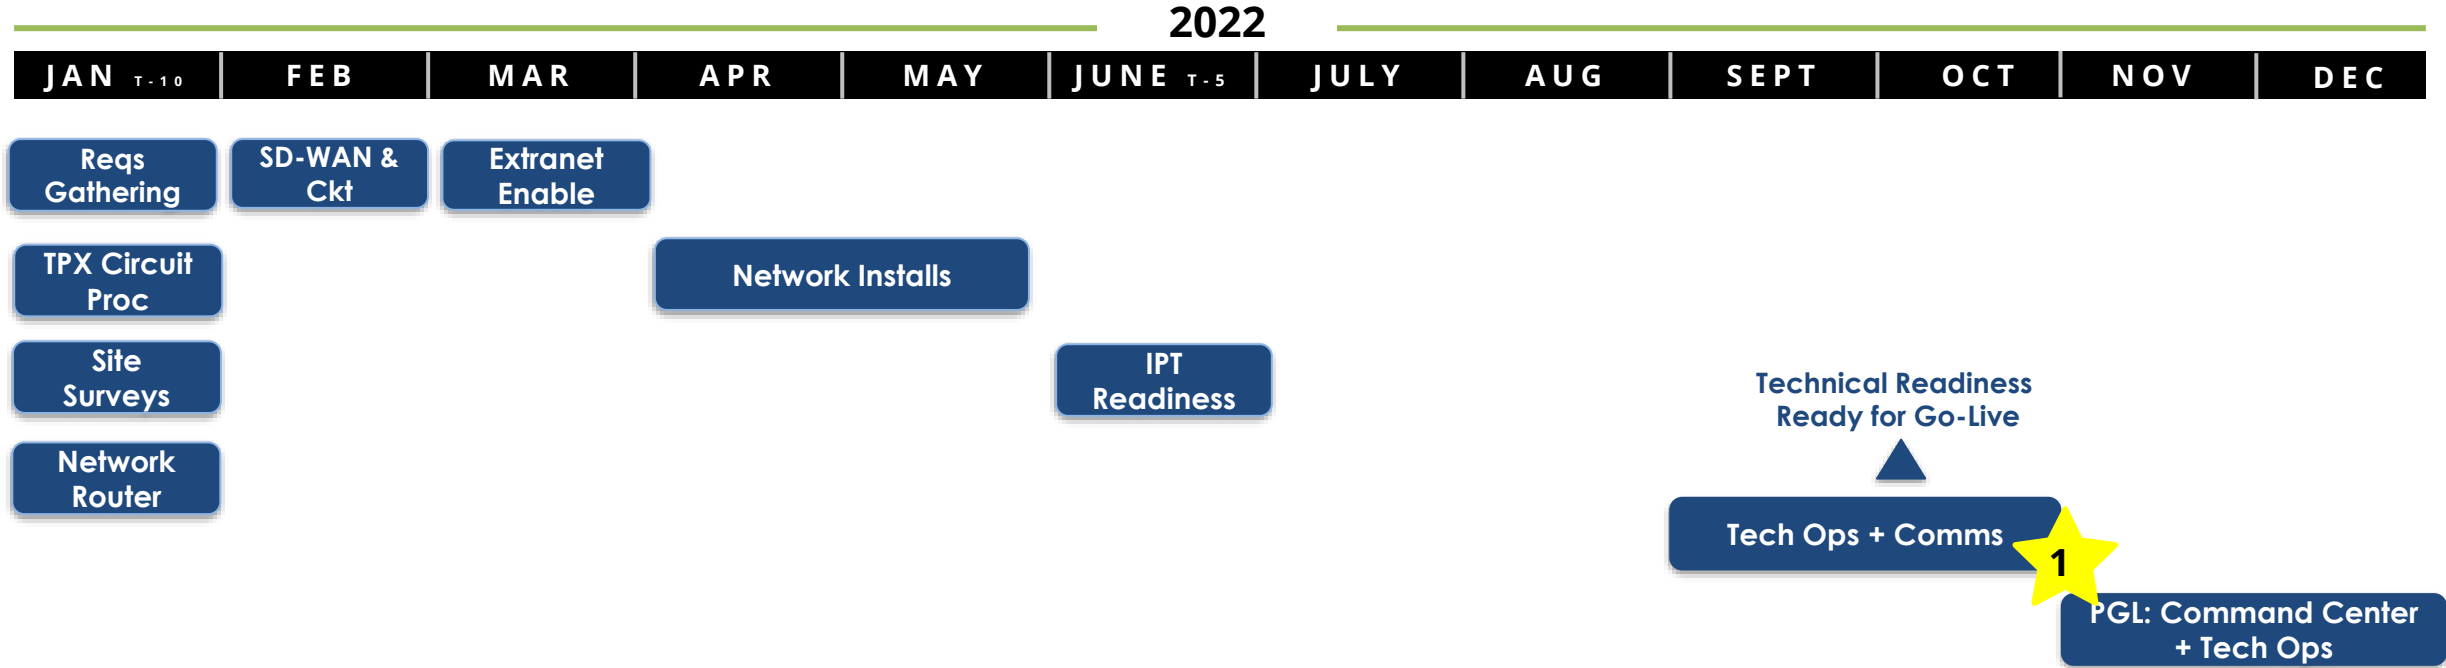 2022
JAN T-10
FEB
MAR
APR
MAY
JUNE T-5
JULY
AUG
SEPT
OCT
NOV
DEC
Reqs
Gathering
SD-WAN &
Ckt
Extranet
Enable
TPX Circuit
Proc
Network Installs
Site
Surveys
IPT
Readiness
Technical Readiness
Ready for Go-Live
Network
Router
Tech Ops + Comms
1
PGL: Command Center
+ Tech Ops